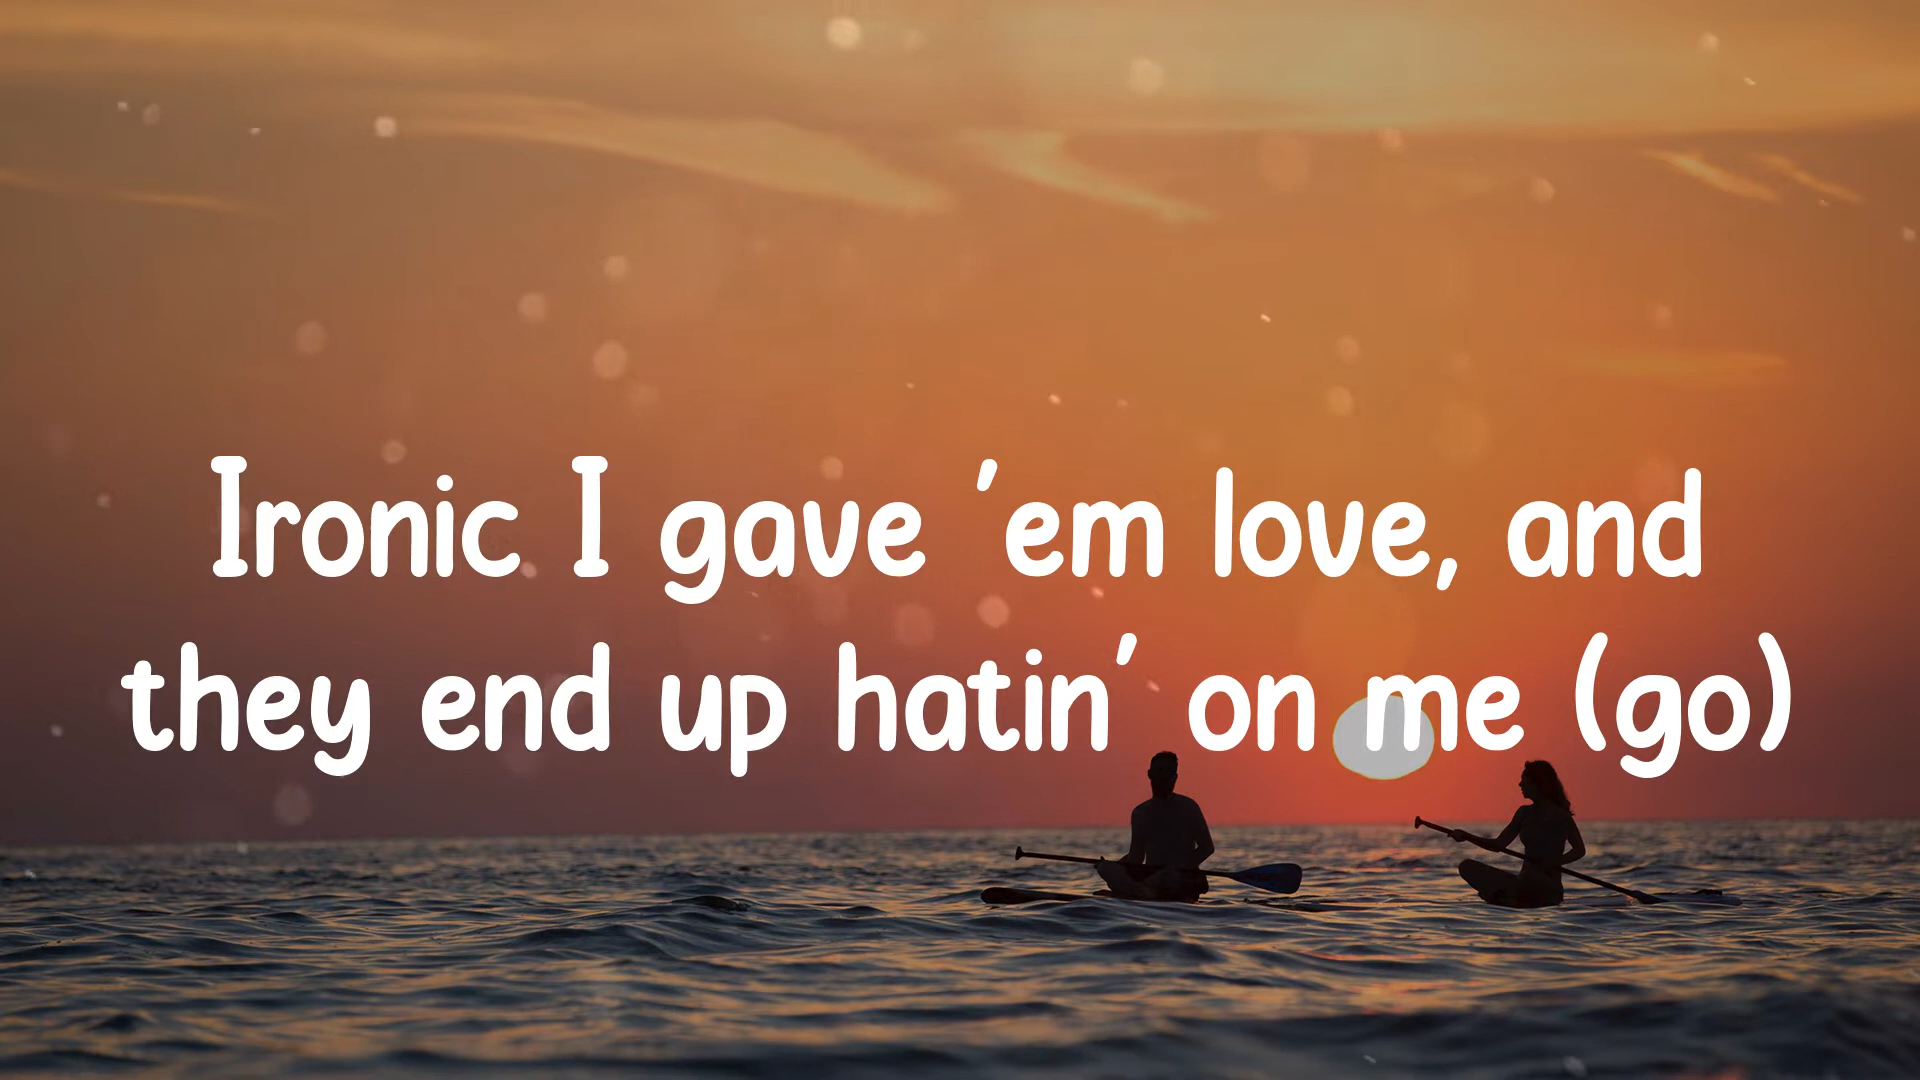 Ironic I gave 'em love, and
they end up hatin' on me (go)